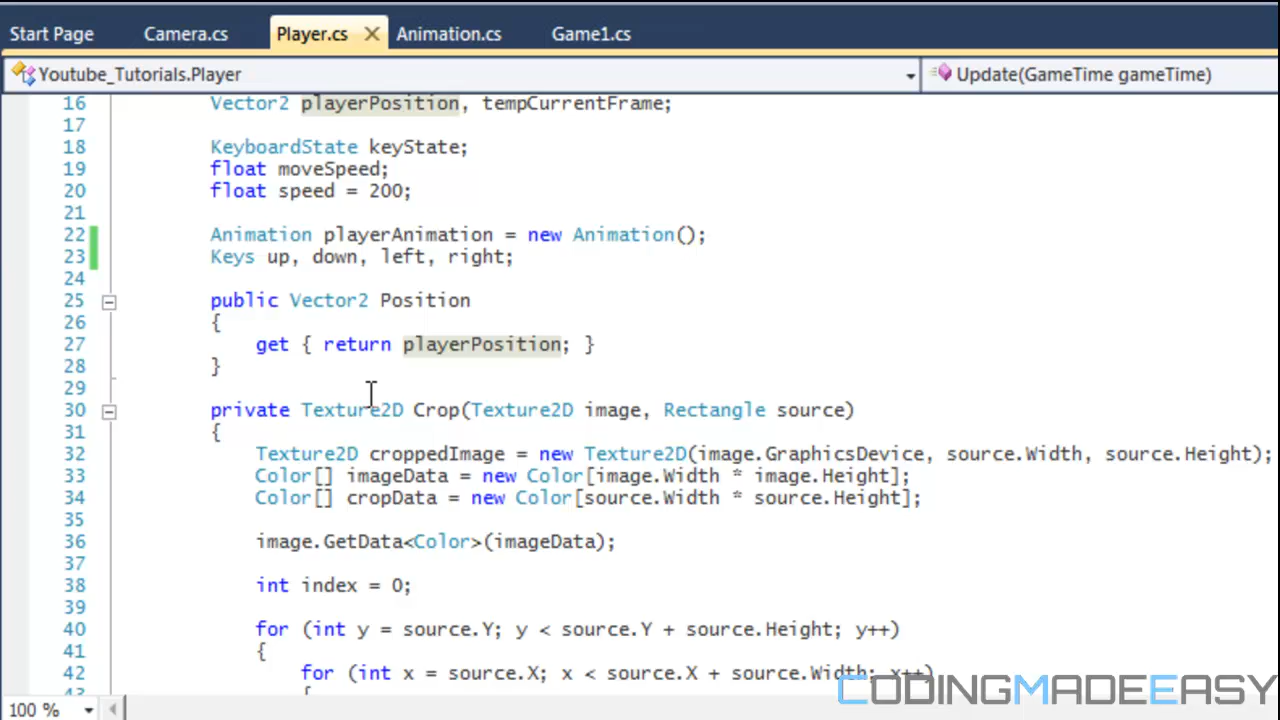 Start Page Camera.cs Player.cs Animation.cs Game1.cs
Youtube_Tutorials.Player Update(GameTime gameTime)
16 Vector2 playerPosition, tempCurrentFrame;
17
18 KeyboardState keyState;
19 float moveSpeed;
20 float speed = 200;
21
22 Animation playerAnimation = new Animation();
23 Keys up, down, left, right;
24
25 public Vector2 Position
26 {
27 get { return playerPosition; }
28 }
29
30 private Texture2D Crop(Texture2D image, Rectangle source)
31 {
32 Texture2D croppedImage = new Texture2D(image.GraphicsDevice, source.Width, source.Height);
33 Color[] imageData = new Color[image.Width * image.Height];
34 Color[] cropData = new Color[source.Width * source.Height];
35
36 image.GetData<Color>(imageData);
37
38 int index = 0;
39
40 for (int y = source.Y; y < source.Y + source.Height; y++)
41 {
42 for (int x = source.X; x < source.X + source.Width; x++)
43 {
CODINGMADEEASY
100 %